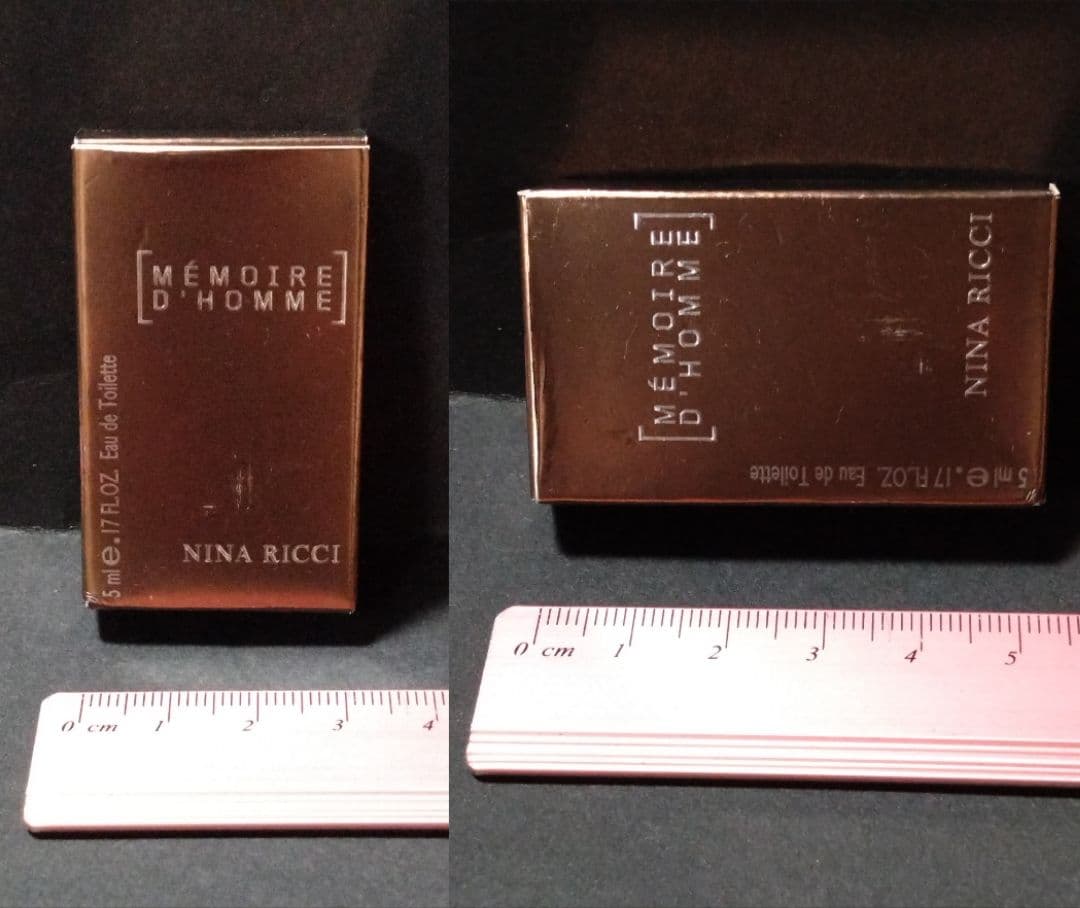 [MÉMOIRE
D'HOMME]
5 ml e .17 FL.OZ. Eau de Toilette
NINA RICCI
0 cm 1 2 3 4
[MÉMOIRE
D'HOMME]
NINA RICCI
5 ml e .17 FL.OZ. Eau de Toilette
0 cm 1 2 3 4 5